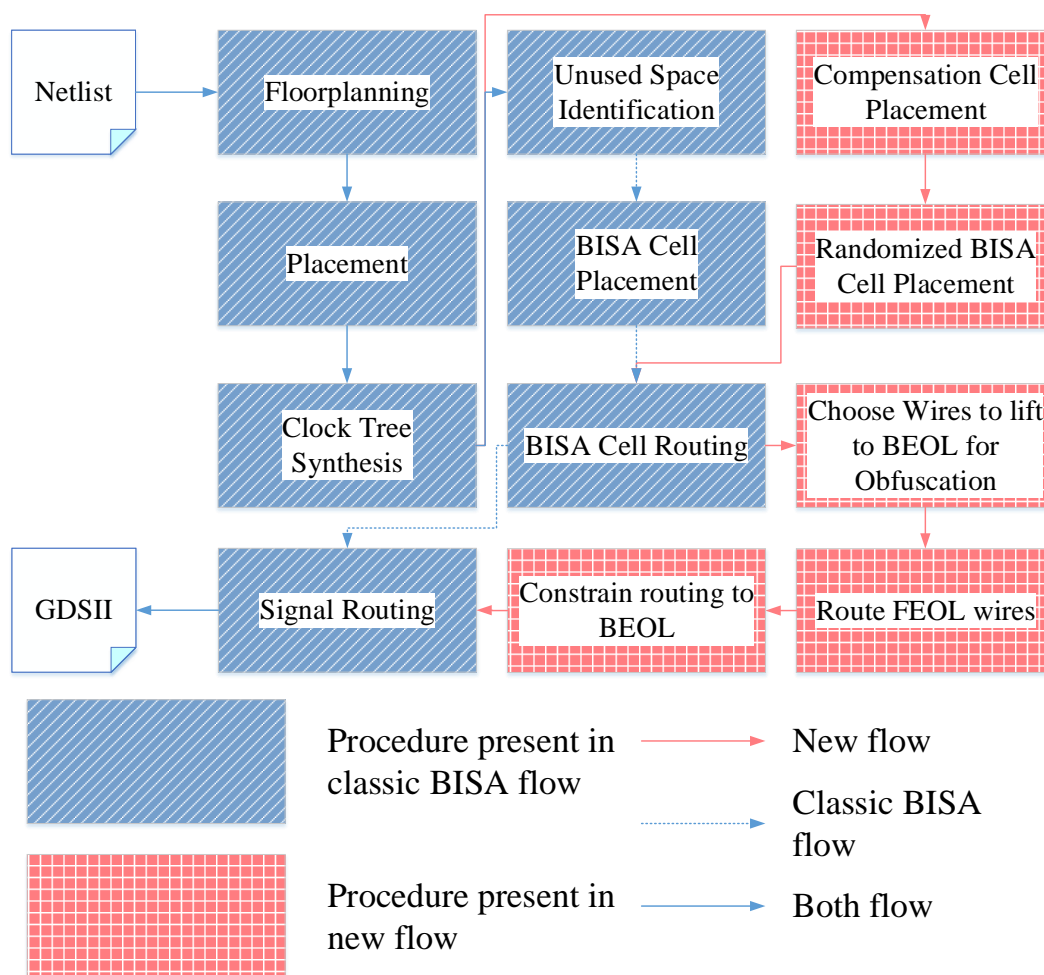 Netlist
Floorplanning
Unused Space
Identification
Compensation Cell
Placement
Placement
BISA Cell
Placement
Randomized BISA
Cell Placement
Clock Tree
Synthesis
BISA Cell Routing
Choose Wires to lift
to BEOL for
Obfuscation
GDSII
Signal Routing
Constrain routing to
BEOL
Route FEOL wires
Procedure present in
classic BISA flow
New flow
Classic BISA
flow
Procedure present in
new flow
Both flow